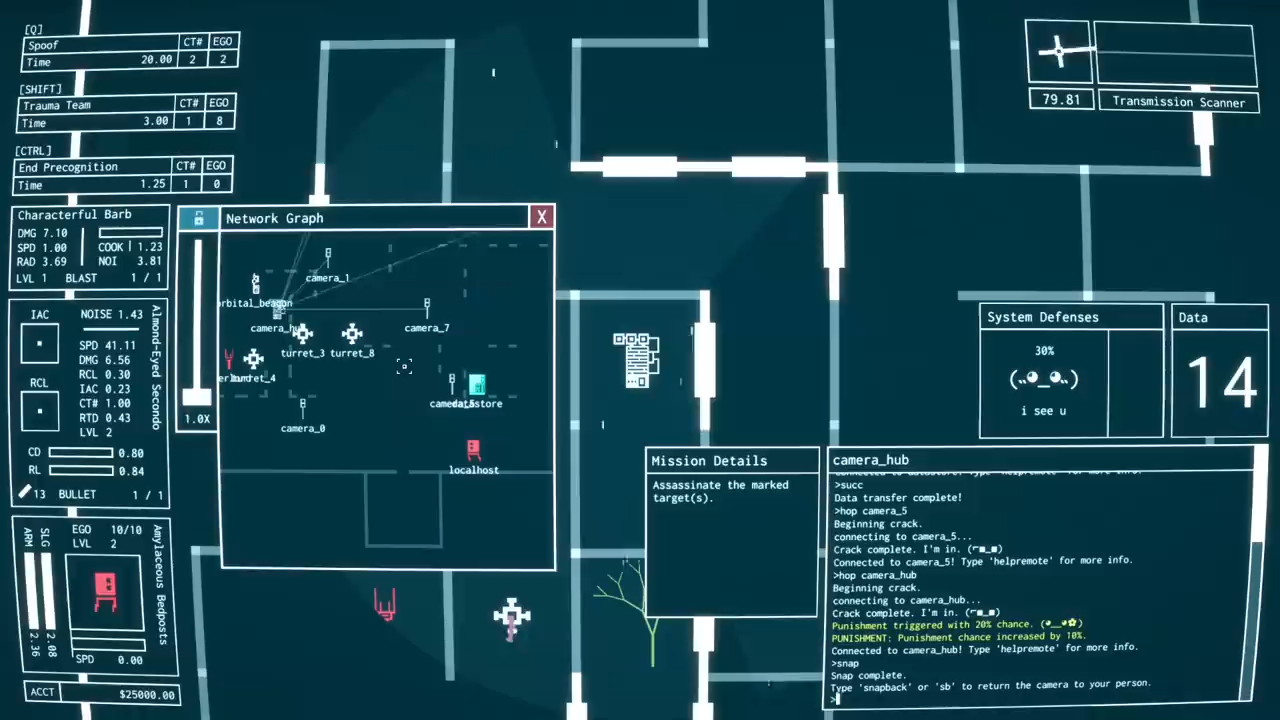 [Q]
Spoof CT# EGO
Time 20.00 2 2
[SHIFT]
Trauma Team CT# EGO
Time 3.00 1 8
[CTRL]
End Precognition CT# EGO
Time 1.25 1 0
Characterful Barb
DMG 7.10
SPD 1.00 COOK 1.23
RAD 3.69 NOI 3.81
LVL 1 BLAST 1 / 1
IAC NOISE 1.43
SPD 41.11
DMG 6.56
RCL RCL 0.30
IAC 0.23
CT# 1.00
RTD 0.43
LVL 2
Almond-Eyed Secondo
CD 0.80
RL 0.84
13 BULLET 1 / 1
ARM SLG EGO 10/10
LVL 2
2.36 2.08
SPD 0.00
Amylaceous Bedposts
ACCT $25000.00
Network Graph X
1.0X
camera_1
orbital_beacon
camera_hu
camera_7
turret_3 turret_8
turret_4
camera_0
localhost
79.81 Transmission Scanner
System Defenses
30%
i see u
Data
14
Mission Details
Assassinate the marked
target(s).
camera_hub
>succ
Data transfer complete!
>hop camera_5
Beginning crack.
connecting to camera_5...
Crack complete. I'm in. (⌐■_■)
Connected to camera_5! Type 'helpremote' for more info.
>hop camera_hub
Beginning crack.
connecting to camera_hub...
Crack complete. I'm in. (⌐■_■)
Punishment triggered with 20% chance. (◕‿◕✿)
PUNISHMENT: Punishment chance increased by 10%.
Connected to camera_hub! Type 'helpremote' for more info.
>snap
Snap complete.
Type 'snapback' or 'sb' to return the camera to your person.
>